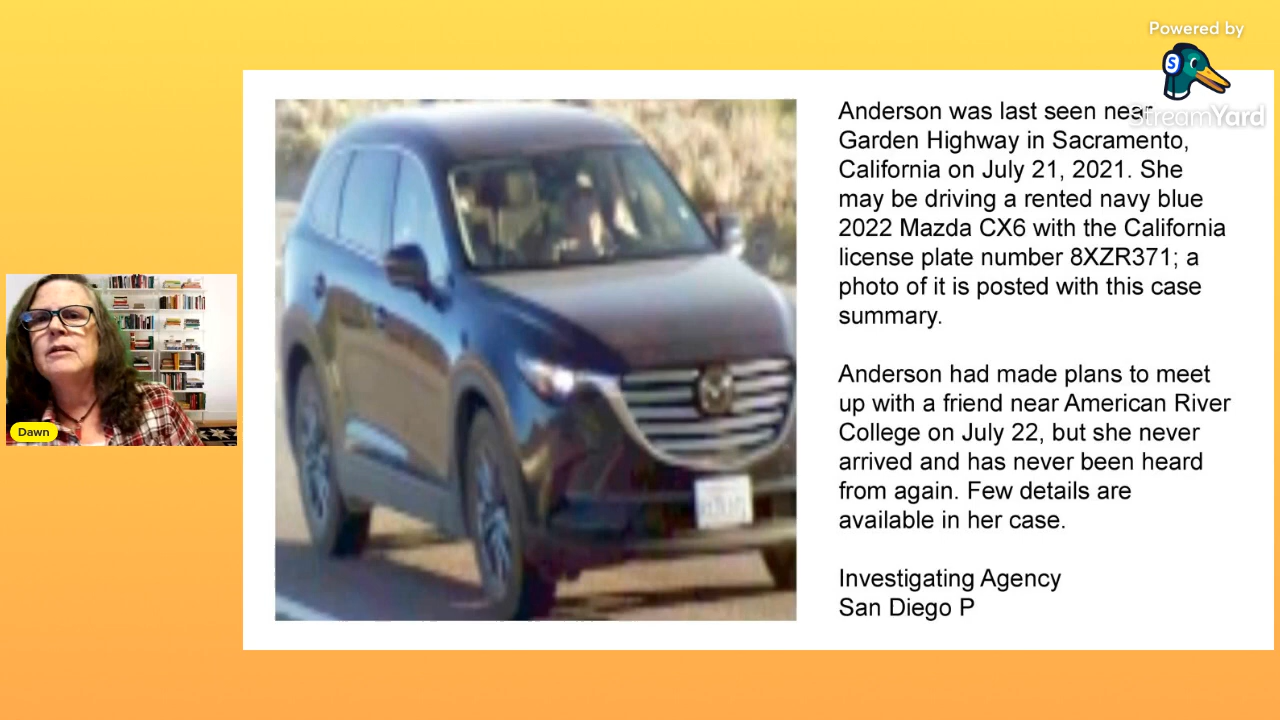 Powered by
StreamYard
Anderson was last seen near
Garden Highway in Sacramento,
California on July 21, 2021. She
may be driving a rented navy blue
2022 Mazda CX6 with the California
license plate number 8XZR371; a
photo of it is posted with this case
summary.
Anderson had made plans to meet
up with a friend near American River
College on July 22, but she never
arrived and has never been heard
from again. Few details are
available in her case.
Investigating Agency
San Diego P
Dawn